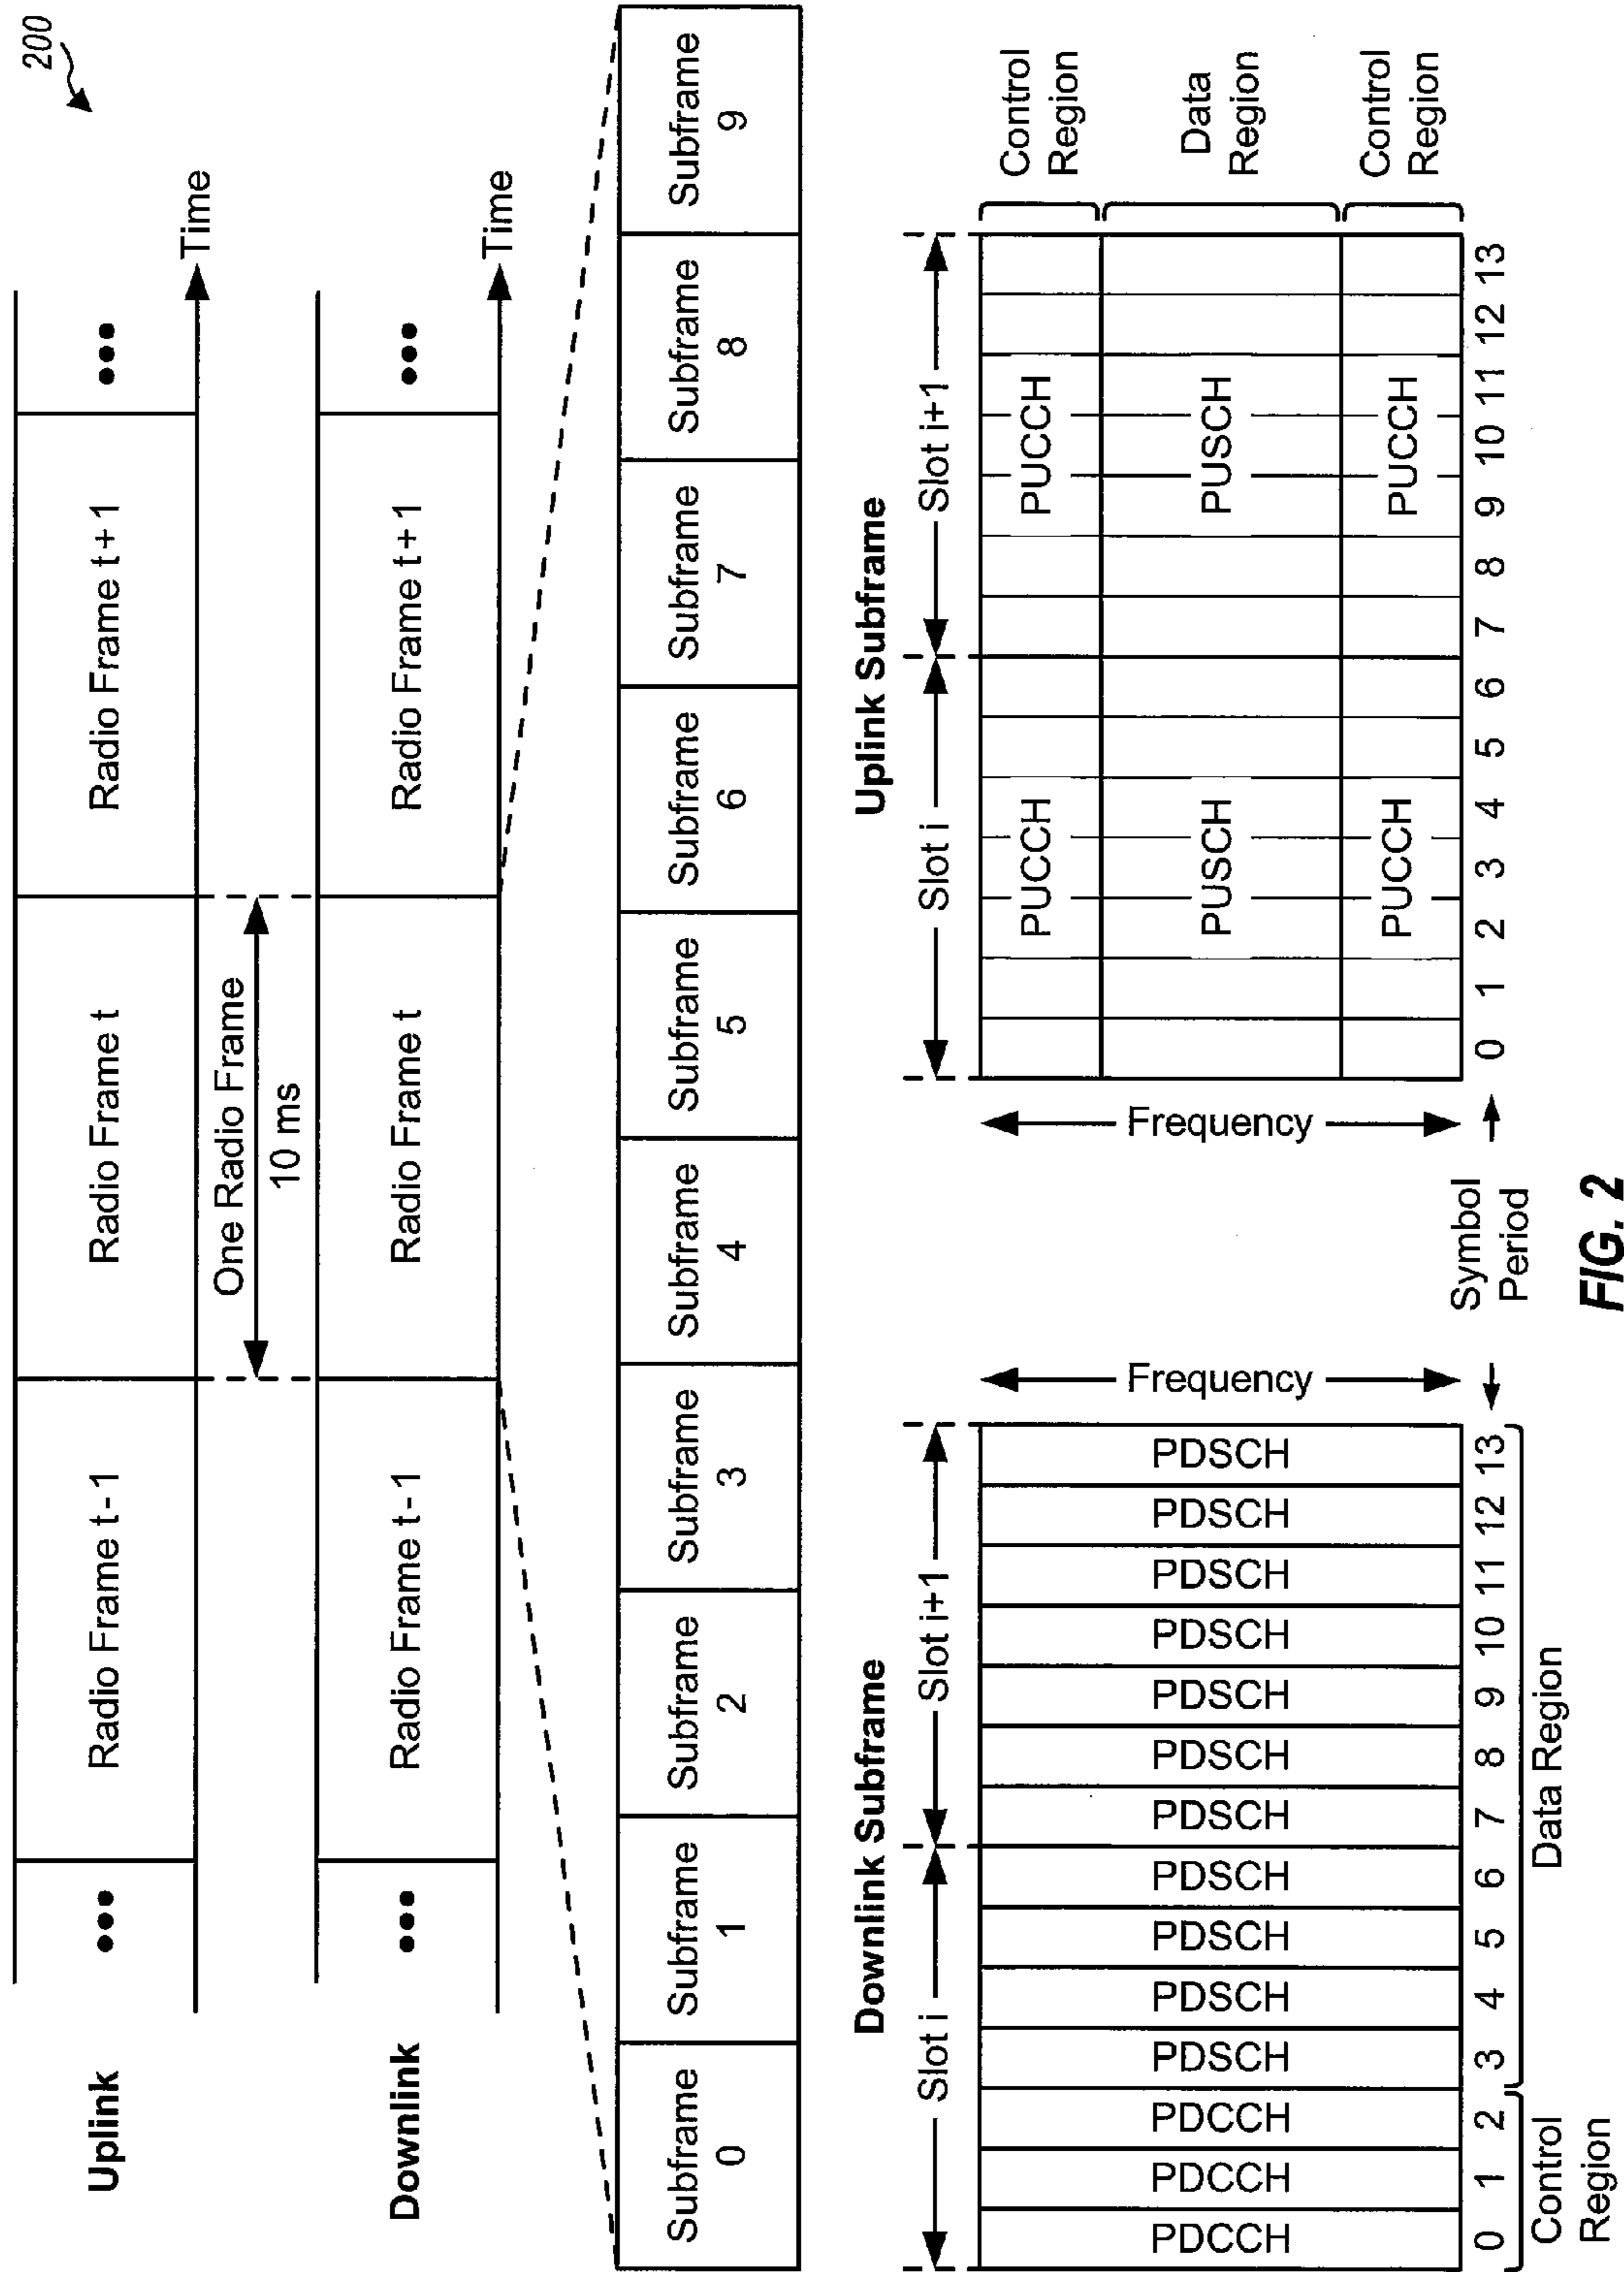 200
Uplink
•••
Radio Frame t-1
Radio Frame t
Radio Frame t+1
•••
Time
One Radio Frame
10 ms
Downlink
•••
Radio Frame t-1
Radio Frame t
Radio Frame t+1
•••
Time
Subframe 0
Subframe 1
Subframe 2
Subframe 3
Subframe 4
Subframe 5
Subframe 6
Subframe 7
Subframe 8
Subframe 9
Downlink Subframe
Slot i
Slot i+1
PDCCH
PDCCH
PDCCH
PDSCH
PDSCH
PDSCH
PDSCH
PDSCH
PDSCH
PDSCH
PDSCH
PDSCH
PDSCH
PDSCH
Frequency
0 1 2 3 4 5 6 7 8 9 10 11 12 13
Control
Region
Data Region
Symbol
Period
Uplink Subframe
Slot i
Slot i+1
Frequency
PUCCH
PUCCH
Control
Region
PUSCH
PUSCH
Data
Region
PUCCH
PUCCH
Control
Region
0 1 2 3 4 5 6 7 8 9 10 11 12 13
FIG. 2